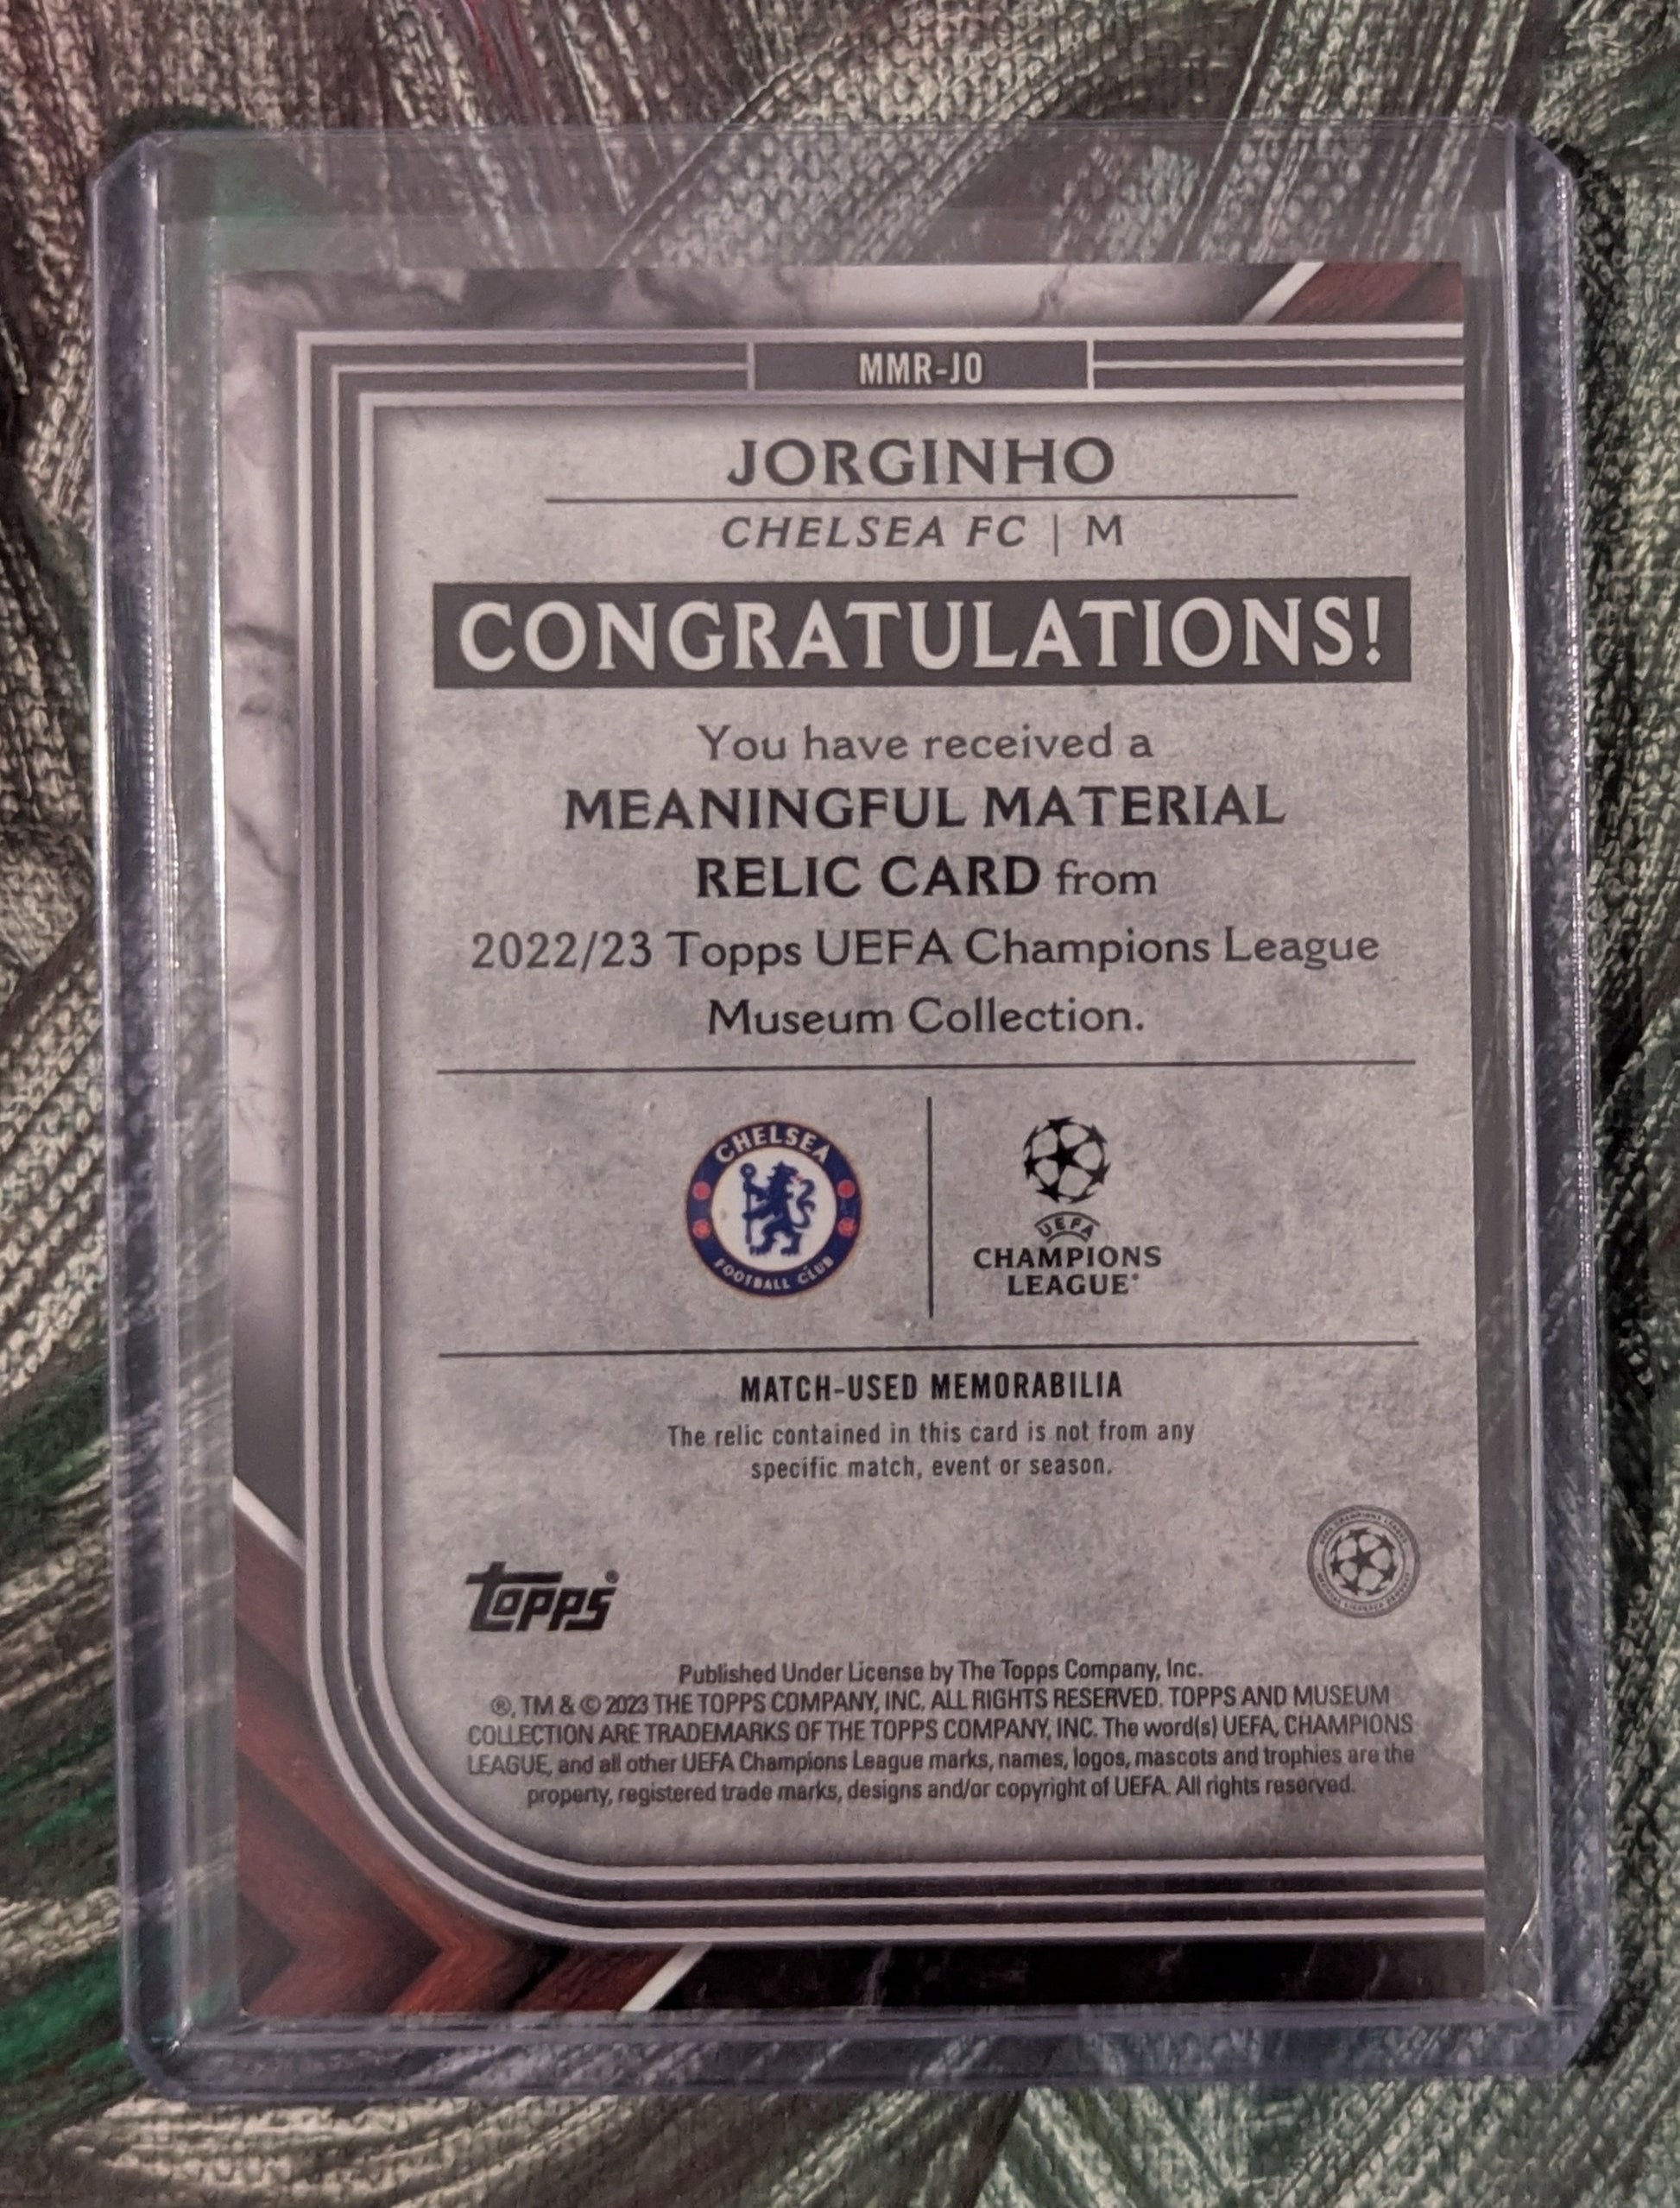 MMR-JO
JORGINHO
CHELSEA FC | M
CONGRATULATIONS!
You have received a
MEANINGFUL MATERIAL
RELIC CARD from
2022/23 Topps UEFA Champions League
Museum Collection.
CHELSEA
FOOTBALL CLUB
UEFA
CHAMPIONS
LEAGUE®
MATCH-USED MEMORABILIA
The relic contained in this card is not from any
specific match, event or season.
topps®
Published Under License by The Topps Company, Inc.
®, TM & © 2023 THE TOPPS COMPANY, INC. ALL RIGHTS RESERVED. TOPPS AND MUSEUM
COLLECTION ARE TRADEMARKS OF THE TOPPS COMPANY, INC. The word(s) UEFA, CHAMPIONS
LEAGUE, and all other UEFA Champions League marks, names, logos, mascots and trophies are the
property, registered trade marks, designs and/or copyright of UEFA. All rights reserved.